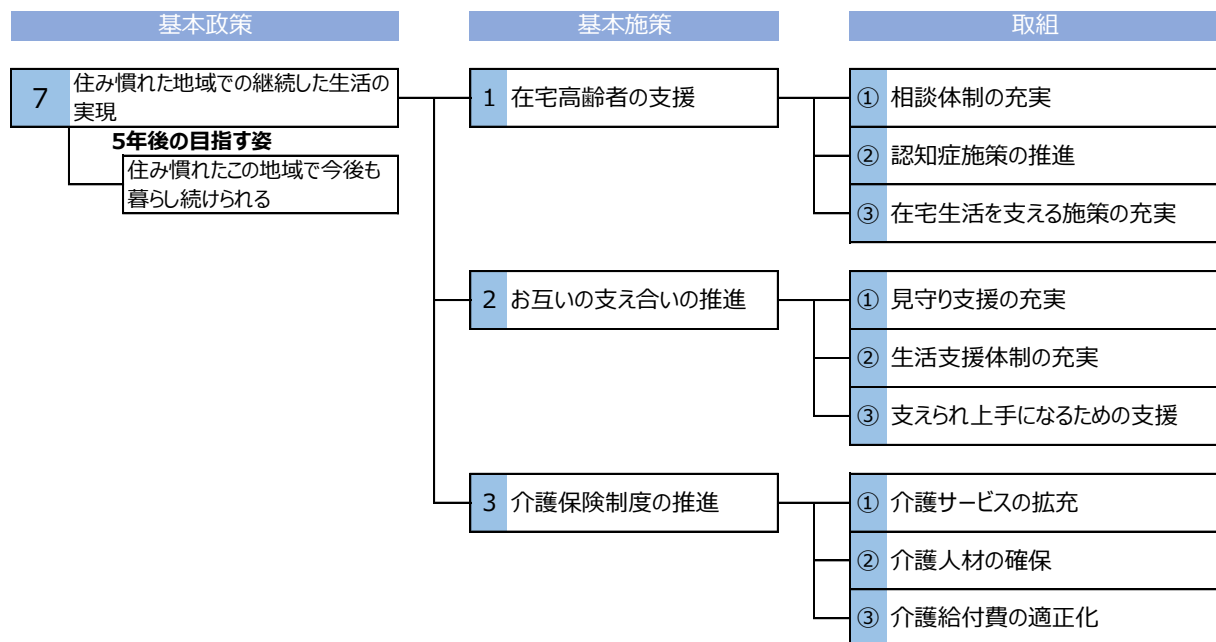 基本政策
基本施策
取組
7
住み慣れた地域での継続した生活の
実現
5年後の目指す姿
住み慣れたこの地域で今後も
暮らし続けられる
1 在宅高齢者の支援
① 相談体制の充実
② 認知症施策の推進
③ 在宅生活を支える施策の充実
2 お互いの支え合いの推進
① 見守り支援の充実
② 生活支援体制の充実
③ 支えられ上手になるための支援
3 介護保険制度の推進
① 介護サービスの拡充
② 介護人材の確保
③ 介護給付費の適正化